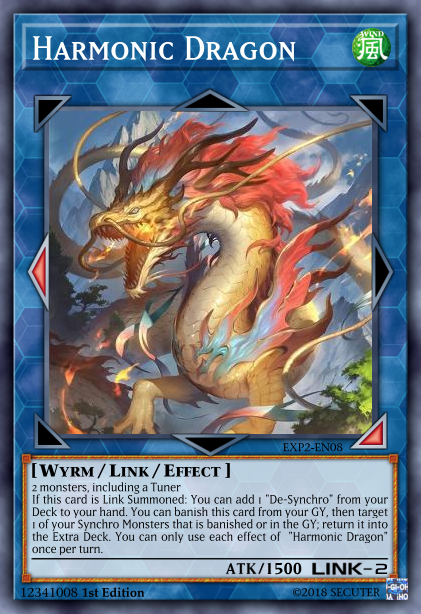 HARMONIC DRAGON
WIND
風
EXP2-EN08
[WYRM / LINK / EFFECT]
2 monsters, including a Tuner
If this card is Link Summoned: You can add 1 "De-Synchro" from your
Deck to your hand. You can banish this card from your GY, then target
1 of your Synchro Monsters that is banished or in the GY; return it into
the Extra Deck. You can only use each effect of "Harmonic Dragon"
once per turn.
ATK/1500 LINK-2
12341008 1st Edition ©2018 SECUTER